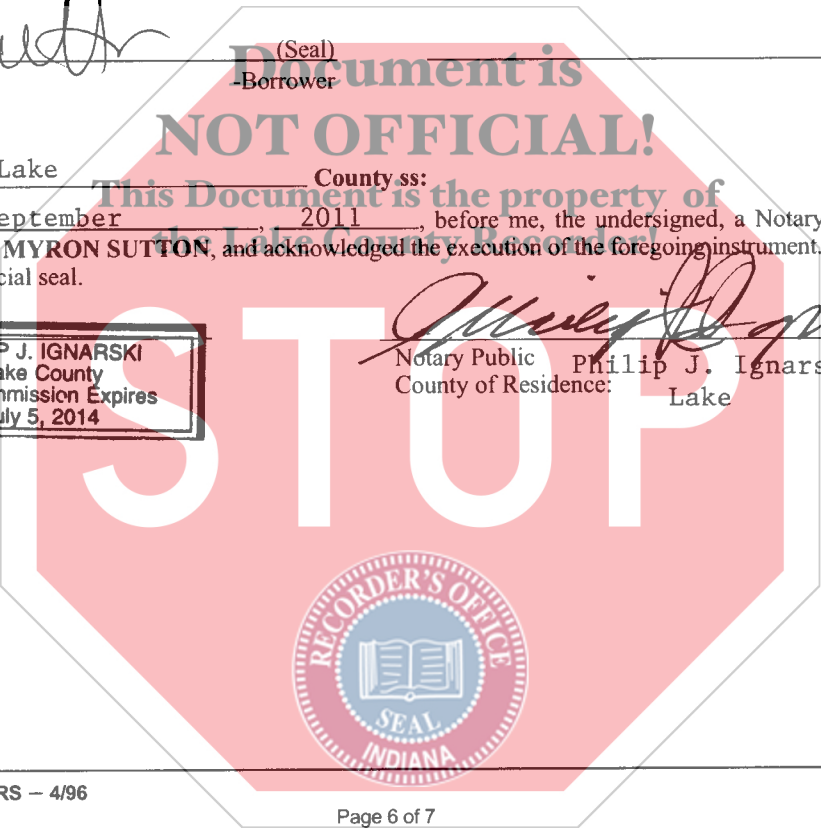 (Seal)
-Borrower
Document is
NOT OFFICIAL!
Lake County ss:
This Document is the property of
eptember , 2011 , before me, the undersigned, a Notary
the Lake County Recorder!
MYRON SUTTON, and acknowledged the execution of the foregoing instrument.
cial seal.
P J. IGNARSKI
ake County
mmission Expires
uly 5, 2014
Notary Public Philip J. Ignars
County of Residence: Lake
STOP
RECORDER'S OFFICE
SEAL
INDIANA
RS – 4/96
Page 6 of 7